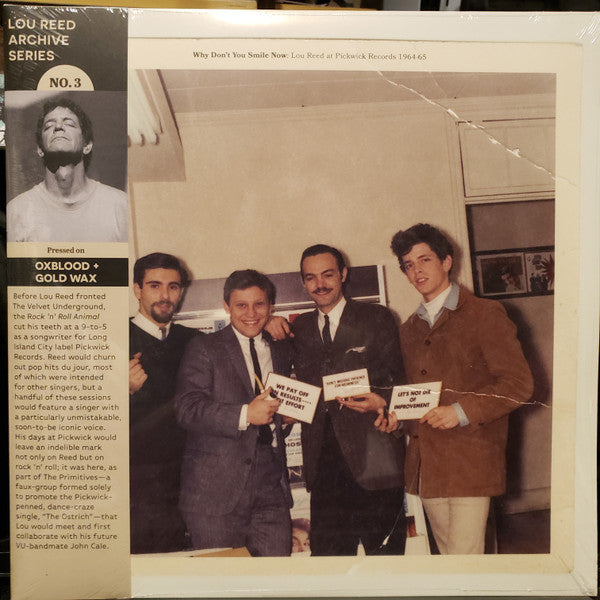 LOU REED
ARCHIVE
SERIES
NO. 3
Pressed on
OXBLOOD +
GOLD WAX
Before Lou Reed fronted
The Velvet Underground,
the Rock 'n' Roll Animal
cut his teeth at a 9-to-5
as a songwriter for Long
Island City label Pickwick
Records. Reed would churn
out pop hits du jour, most
of which were intended
for other singers, but a
handful of these sessions
would feature a singer with
a particularly unmistakable,
soon-to-be iconic voice.
His days at Pickwick would
leave an indelible mark
not only on Reed but on
rock 'n' roll; it was here, as
part of The Primitives—a
faux-group formed solely
to promote the Pickwick-
penned, dance-craze
single, "The Ostrich"—that
Lou would meet and first
collaborate with his future
VU-bandmate John Cale.
Why Don't You Smile Now: Lou Reed at Pickwick Records 1964-65
WE PAY OFF
ON RESULTS....
EFFORT
LET'S NOT DIE
OF
IMPROVEMENT